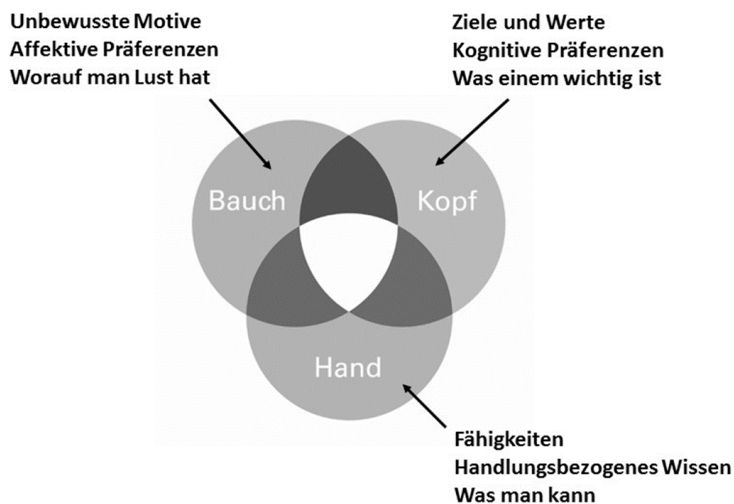 Unbewusste Motive
Affektive Präferenzen
Worauf man Lust hat
Ziele und Werte
Kognitive Präferenzen
Was einem wichtig ist
Bauch
Kopf
Hand
Fähigkeiten
Handlungsbezogenes Wissen
Was man kann